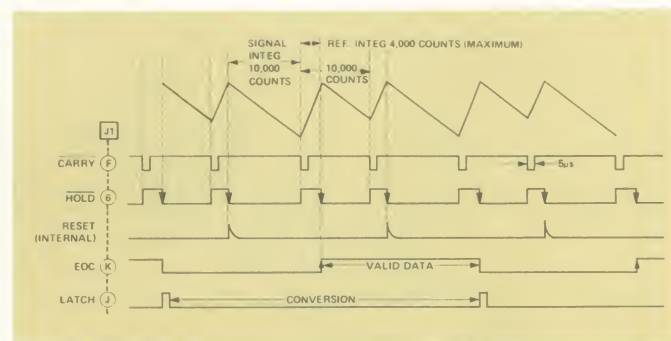 SIGNAL INTEG 10,000 COUNTS
REF. INTEG 4,000 COUNTS (MAXIMUM)
10,000 COUNTS
J1
CARRY F
5μs
HOLD 6
RESET (INTERNAL)
EOC K
VALID DATA
LATCH J
CONVERSION